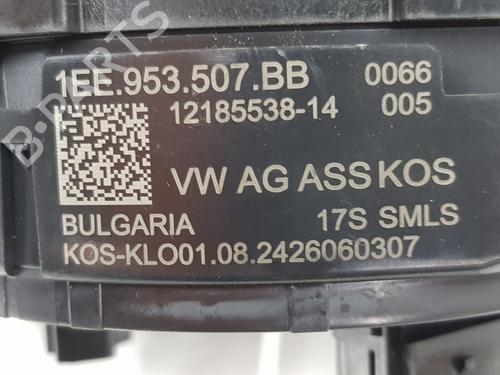 1EE.953.507.BB 0066
12185538-14 005
VW AG ASS KOS
BULGARIA 17S SMLS
KOS-KLO01.08.2426060307
B-PARTS